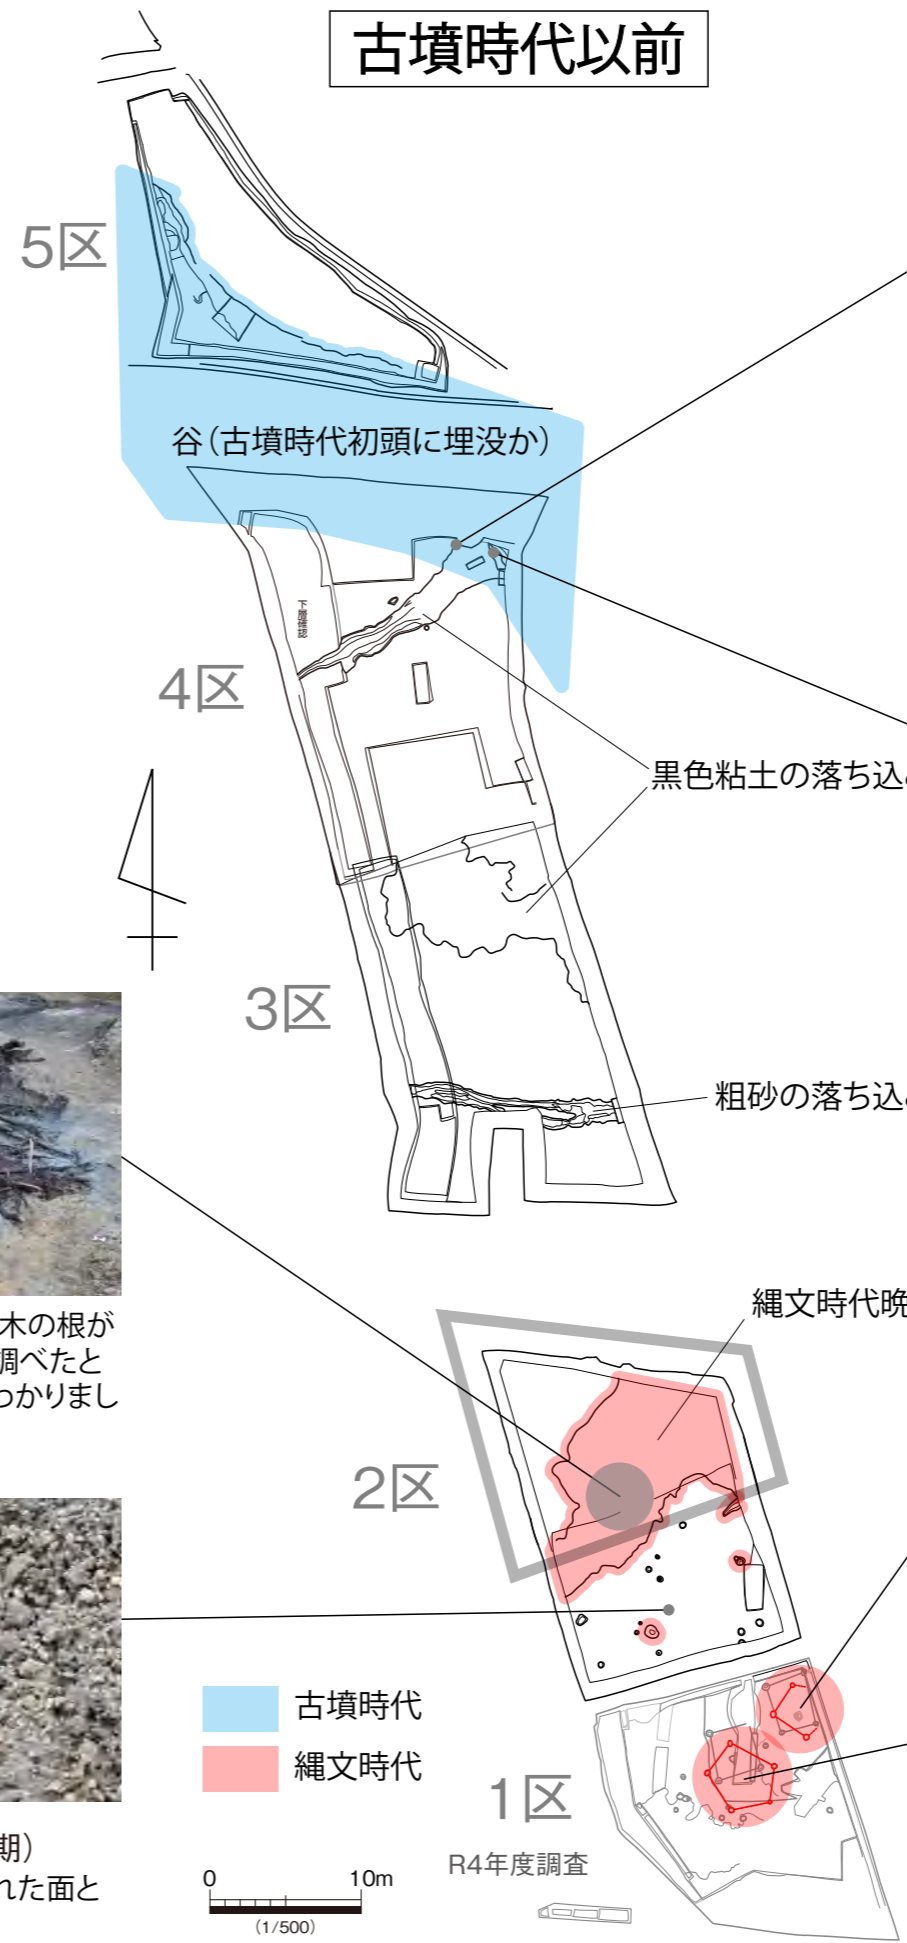 古墳時代以前
5区
谷(古墳時代初頭に埋没か)
下層確認
4区
黒色粘土の落ち込
3区
粗砂の落ち込
木の根が
調べたと
つかりまし
縄文時代晩
2区
古墳時代
縄文時代
1区
R4年度調査
期)
れた面と
0 10m
(1/500)